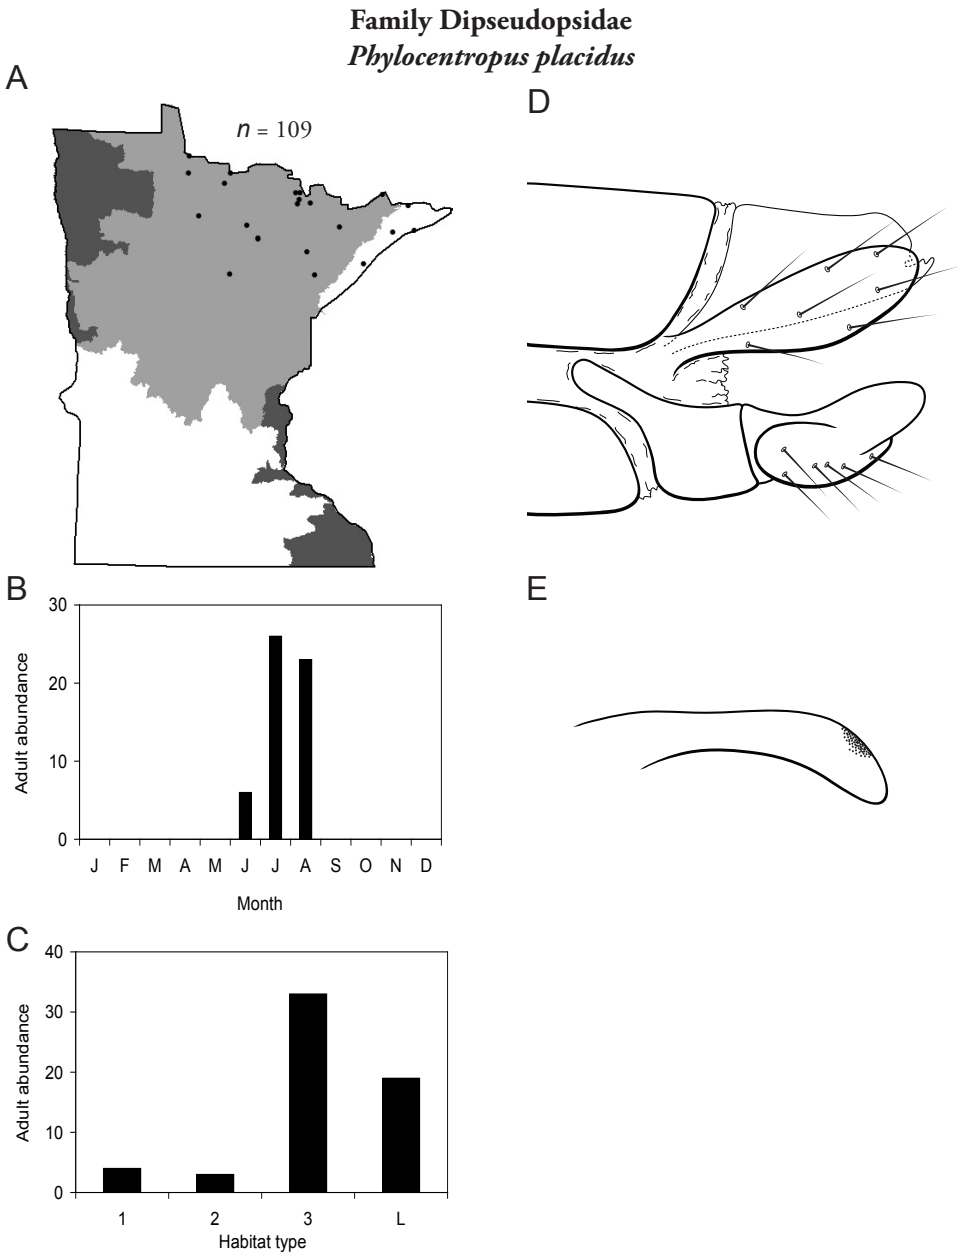 Family Dipseudopsidae
Phylocentropus placidus
A
n = 109
B
30
20
10
0
Adult abundance
J F M A M J J A S O N D
Month
C
40
30
20
10
0
Adult abundance
1 2 3 L
Habitat type
D
E